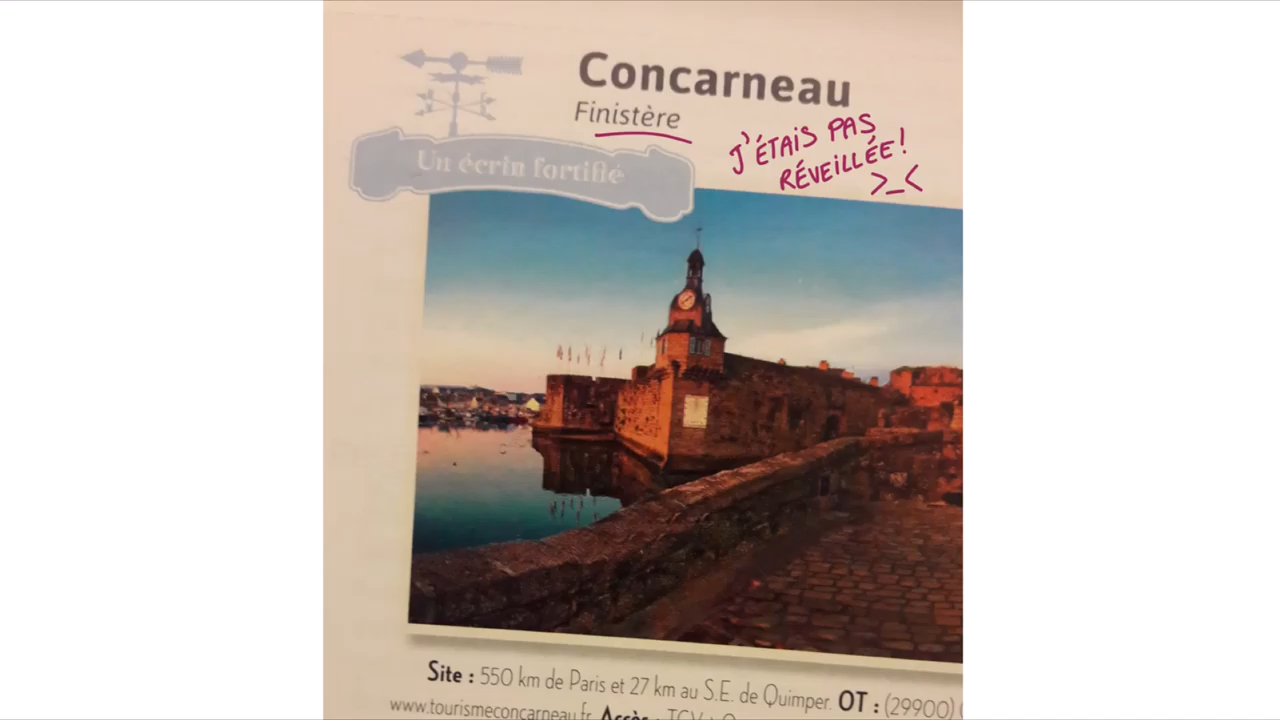 Concarneau
Finistère
J'ÉTAIS PAS
RÉVEILLÉE!
>_<
Un écrin fortifié
Site : 550 km de Paris et 27 km au S.E. de Quimper. OT : (29900)
www.tourismeconcarneau.fr Accès : TGV